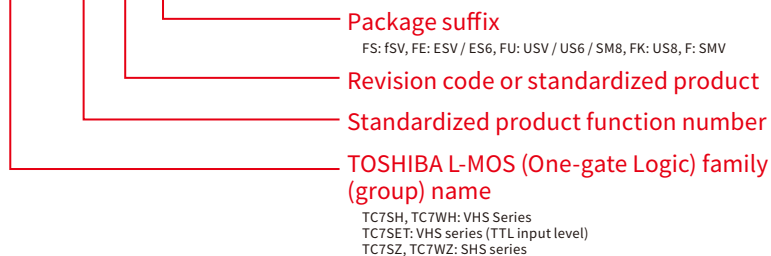 Package suffix
FS: fSV, FE: ESV / ES6, FU: USV / US6 / SM8, FK: US8, F: SMV
Revision code or standardized product
Standardized product function number
TOSHIBA L-MOS (One-gate Logic) family
(group) name
TC7SH, TC7WH: VHS Series
TC7SET: VHS series (TTL input level)
TC7SZ, TC7WZ: SHS series